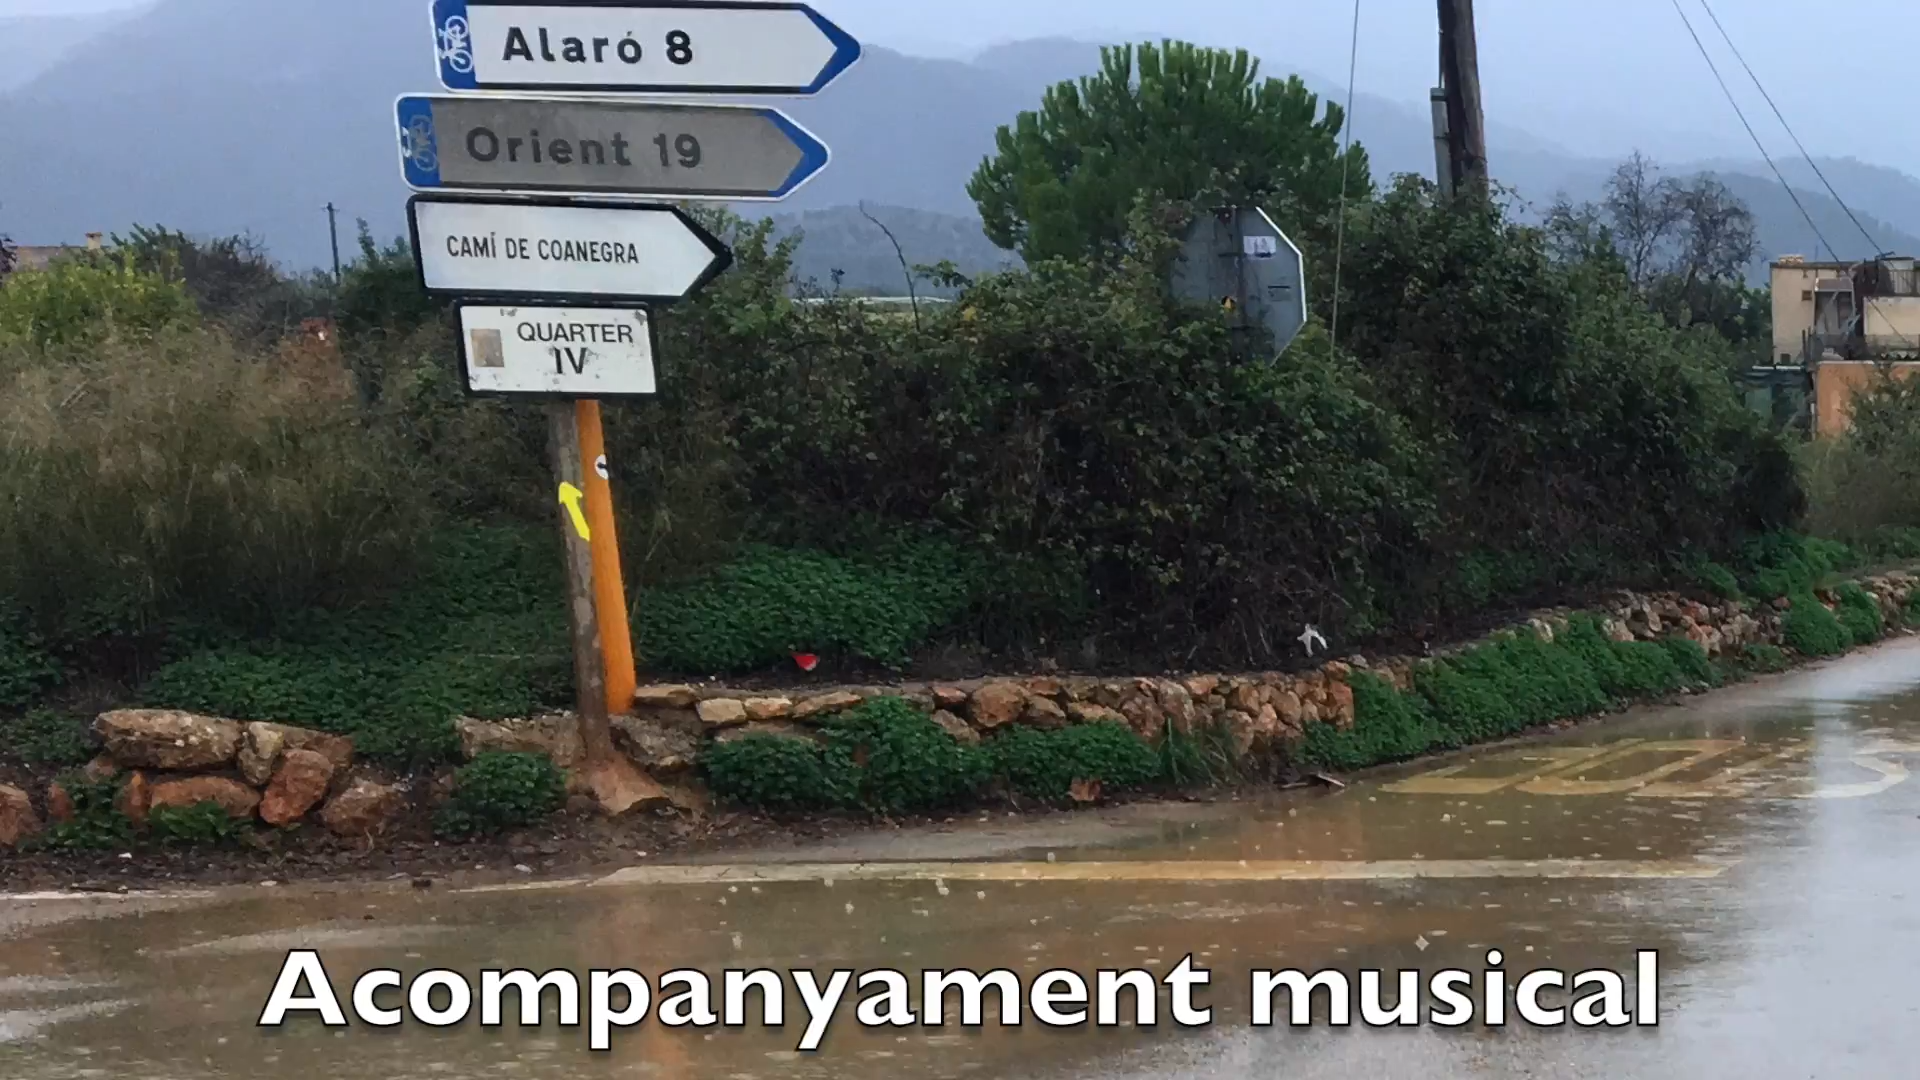 Alaró 8
Orient 19
CAMÍ DE COANEGRA
QUARTER
IV
Acompanyament musical